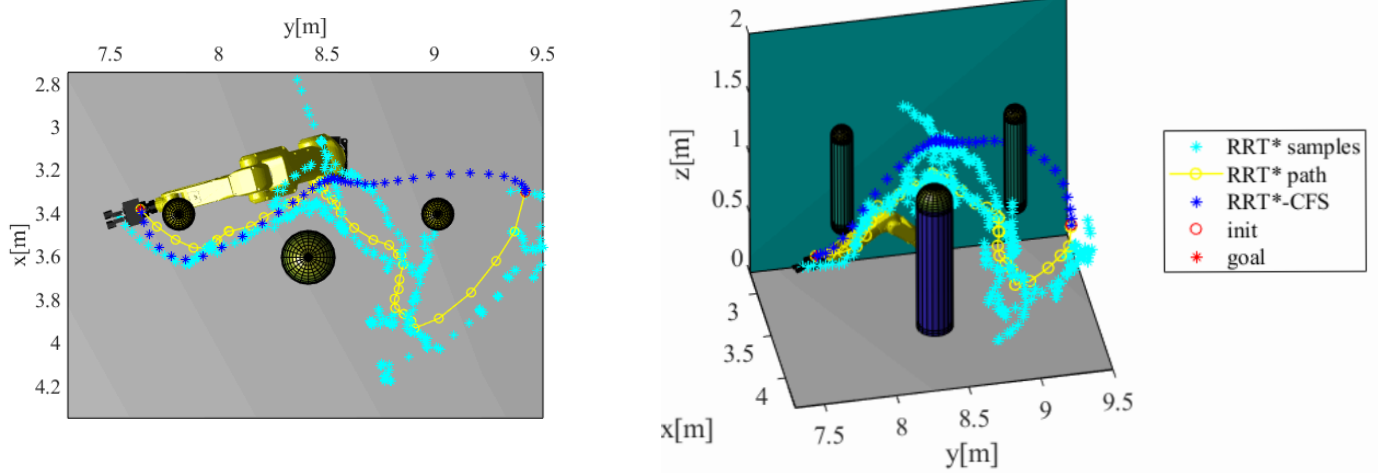 y[m]
7.5 8 8.5 9 9.5
2.8
3
3.2
3.4
3.6
3.8
4
4.2
x[m]
2
1.5
1
0.5
0
z[m]
3
3.5
4
x[m]
7.5
8
8.5
9
9.5
y[m]
RRT* samples
RRT* path
RRT*-CFS
init
goal